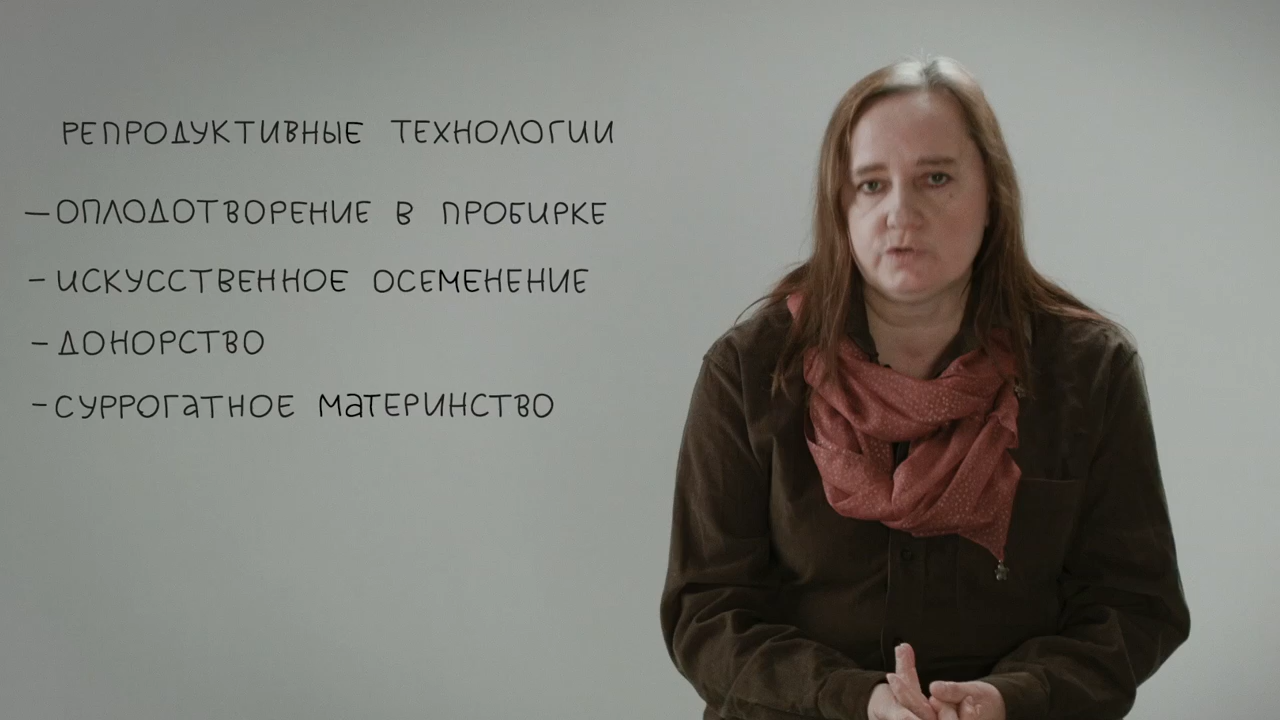 РЕПРОДУКТИВНЫЕ ТЕХНОЛОГИИ
—ОПЛОДОТВОРЕНИЕ В ПРОБИРКЕ
– ИСКУССТВЕННОЕ ОСЕМЕНЕНИЕ
– ДОНОРСТВО
– СУРРОГАТНОЕ МАТЕРИНСТВО